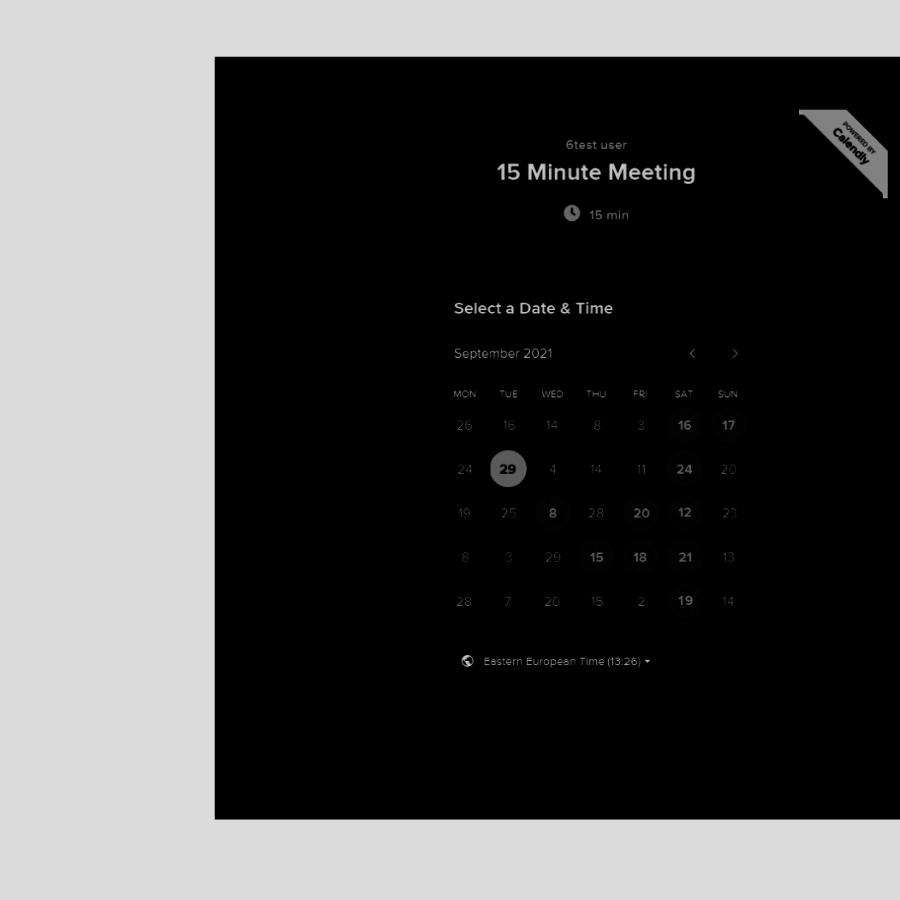 POWERED BY
Calendly
6test user
15 Minute Meeting
15 min
Select a Date & Time
September 2021
MON TUE WED THU FRI SAT SUN
26 16 14 8 3 16 17
24 29 4 14 11 24 20
19 25 8 28 20 12 23
8 3 29 15 18 21 13
28 7 20 15 2 19 14
Eastern European Time (13:26)